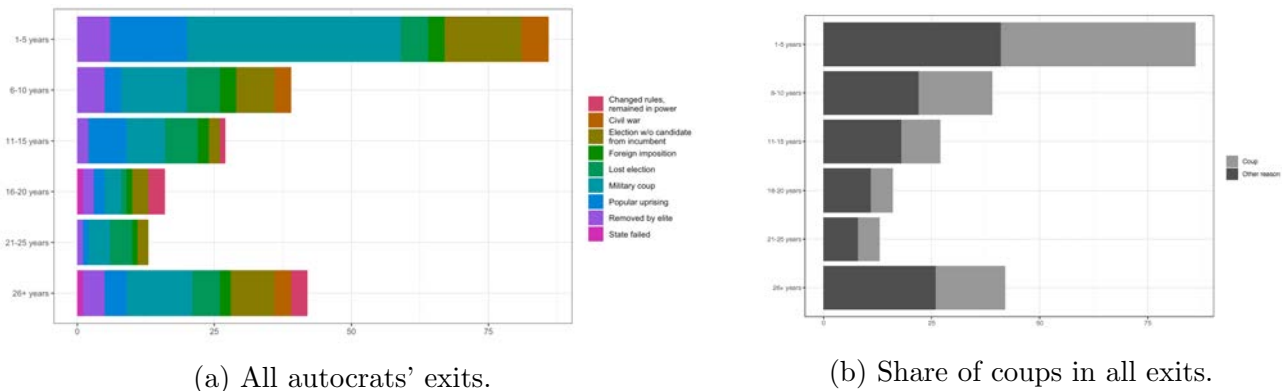 1-5 years
6-10 years
11-15 years
16-20 years
21-25 years
26+ years
0
25
50
75
Changed rules,
remained in power
Civil war
Election w/o candidate
from incumbent
Foreign imposition
Lost election
Military coup
Popular uprising
Removed by elite
State failed
(a) All autocrats’ exits.
1-5 years
6-10 years
11-15 years
16-20 years
21-25 years
26+ years
0
25
50
75
Coup
Other reason
(b) Share of coups in all exits.